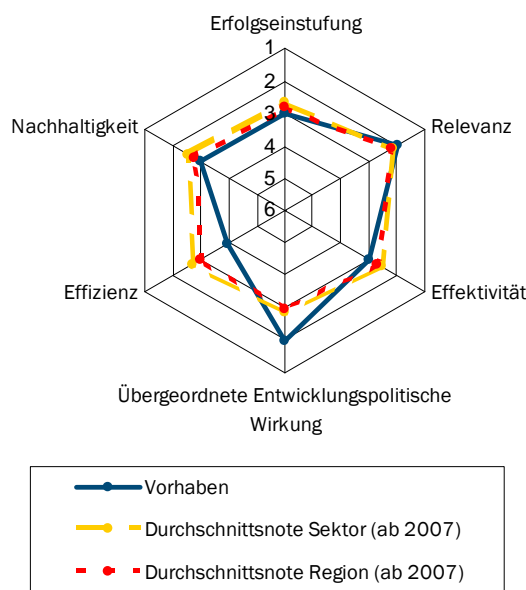 Erfolgseinstufung
1
2
3
4
5
6
Nachhaltigkeit
Relevanz
Effizienz
Effektivität
Übergeordnete Entwicklungspolitische
Wirkung
Vorhaben
Durchschnittsnote Sektor (ab 2007)
Durchschnittsnote Region (ab 2007)